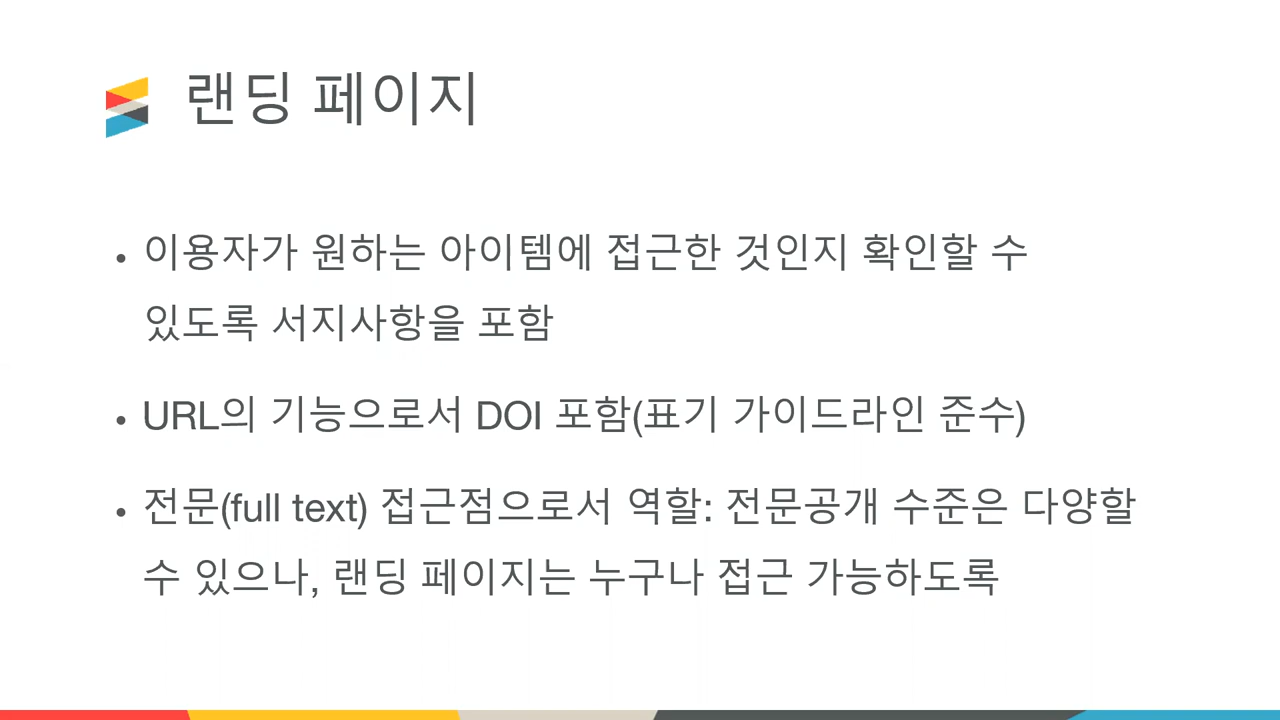 랜딩 페이지
• 이용자가 원하는 아이템에 접근한 것인지 확인할 수
있도록 서지사항을 포함
• URL의 기능으로서 DOI 포함(표기 가이드라인 준수)
• 전문(full text) 접근점으로서 역할: 전문공개 수준은 다양할
수 있으나, 랜딩 페이지는 누구나 접근 가능하도록